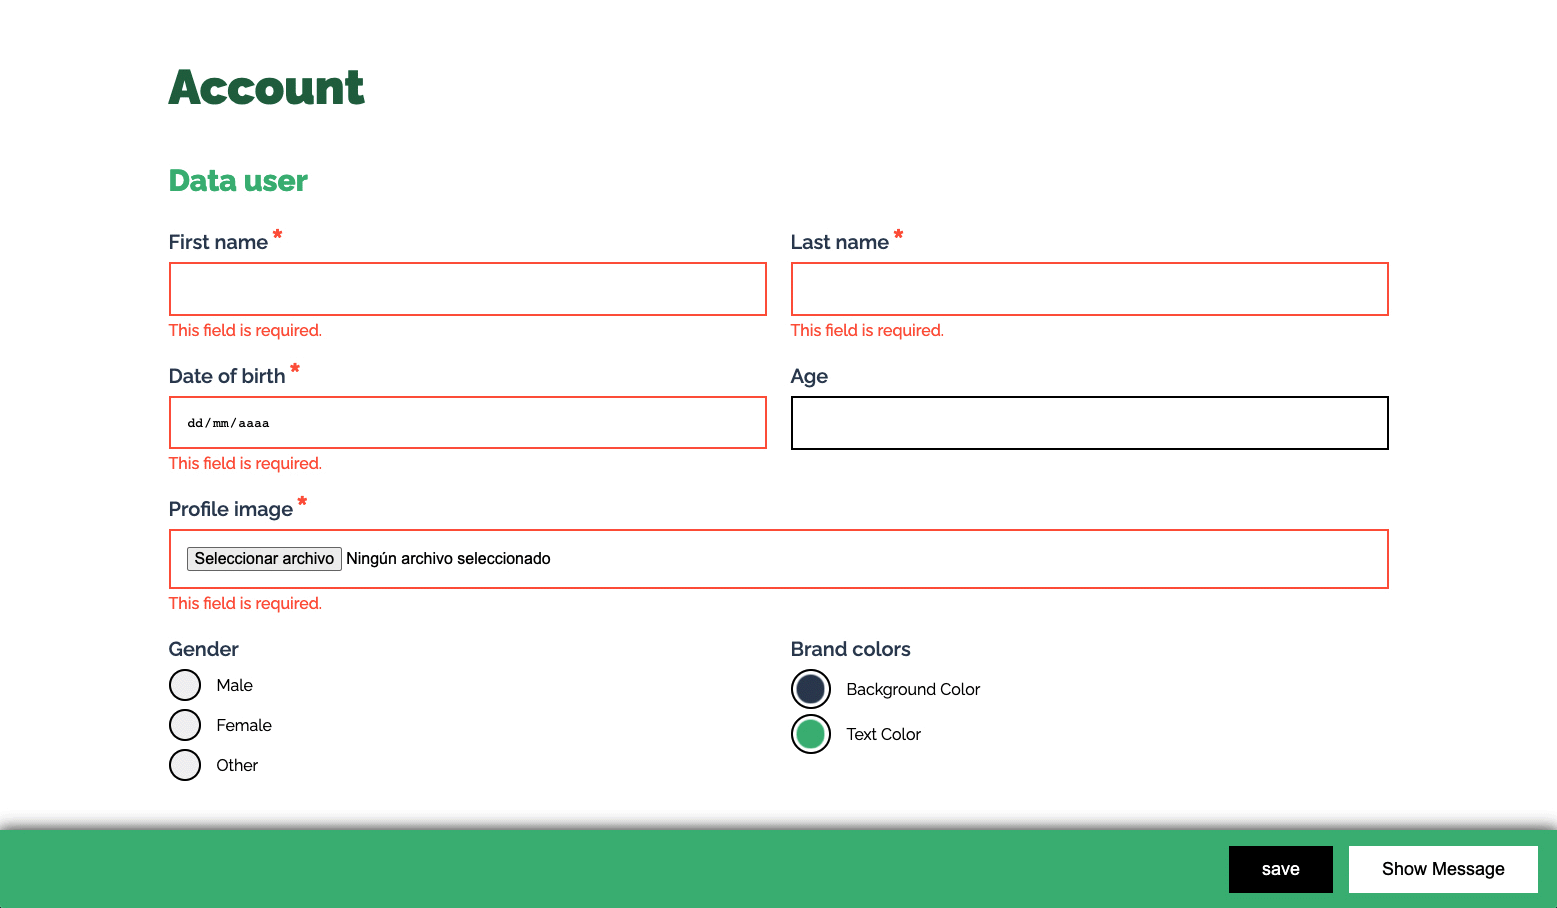 Account
Data user
First name *
Last name *
This field is required.
This field is required.
Date of birth *
Age
dd/mm/aaaa
This field is required.
Profile image *
Seleccionar archivo Ningún archivo seleccionado
This field is required.
Gender
Male
Female
Other
Brand colors
Background Color
Text Color
save
Show Message